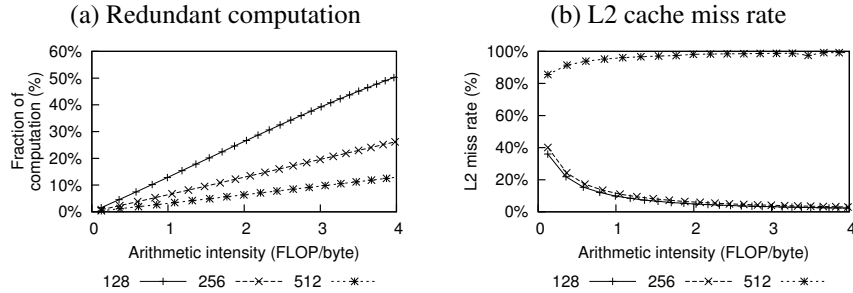 (a) Redundant computation
60%
50%
40%
30%
20%
10%
0%
Fraction of
computation (%)
0 1 2 3 4
Arithmetic intensity (FLOP/byte)
128 256 512
(b) L2 cache miss rate
100%
80%
60%
40%
20%
0%
L2 miss rate (%)
0 1 2 3 4
Arithmetic intensity (FLOP/byte)
128 256 512